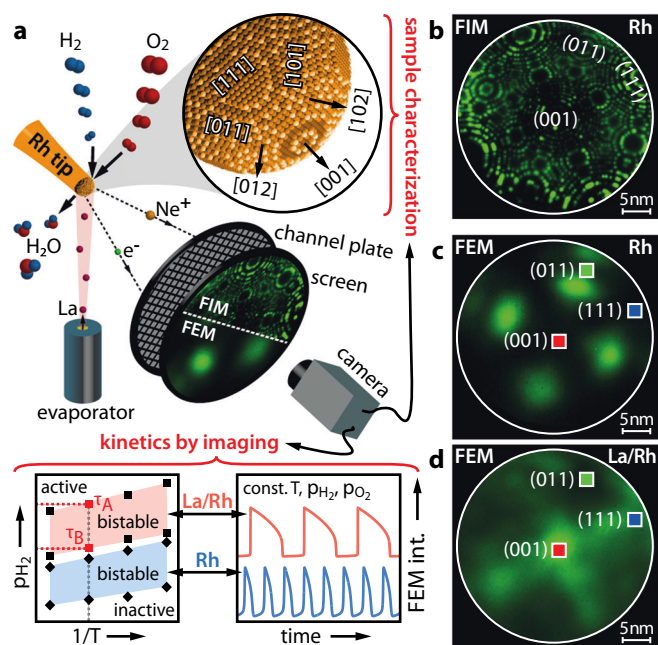 a
H₂
O₂
Rh tip
[111]
[101]
[011]
[102]
[001]
[012]
sample characterization
Ne⁺
e⁻
H₂O
La
channel plate
screen
FIM
FEM
camera
evaporator
kinetics by imaging
active
τA
bistable
τB
bistable
inactive
pH₂
1/T
La/Rh
Rh
const. T, pH₂, pO₂
FEM int.
time
b
FIM
Rh
(011)
(111)
(001)
5nm
c
FEM
Rh
(011)
(111)
(001)
5nm
d
FEM
La/Rh
(011)
(111)
(001)
5nm